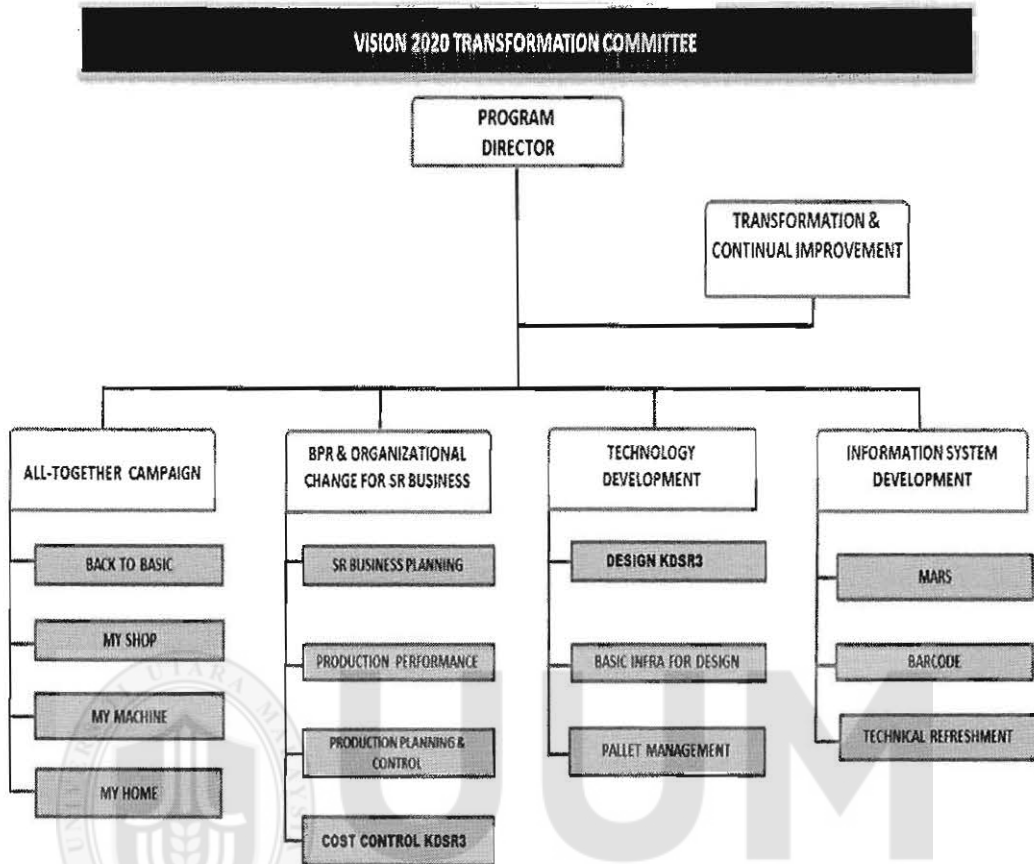 VISION 2020 TRANSFORMATION COMMITTEE
PROGRAM
DIRECTOR
TRANSFORMATION &
CONTINUAL IMPROVEMENT
ALL-TOGETHER CAMPAIGN
BACK TO BASIC
MY SHOP
MY MACHINE
MY HOME
BPR & ORGANIZATIONAL
CHANGE FOR SR BUSINESS
SR BUSINESS PLANNING
PRODUCTION PERFORMANCE
PRODUCTION PLANNING &
CONTROL
COST CONTROL KDSR3
TECHNOLOGY
DEVELOPMENT
DESIGN KDSR3
BASIC INFRA FOR DESIGN
PALLET MANAGEMENT
INFORMATION SYSTEM
DEVELOPMENT
MARS
BARCODE
TECHNICAL REFRESHMENT
UUM
UTARA